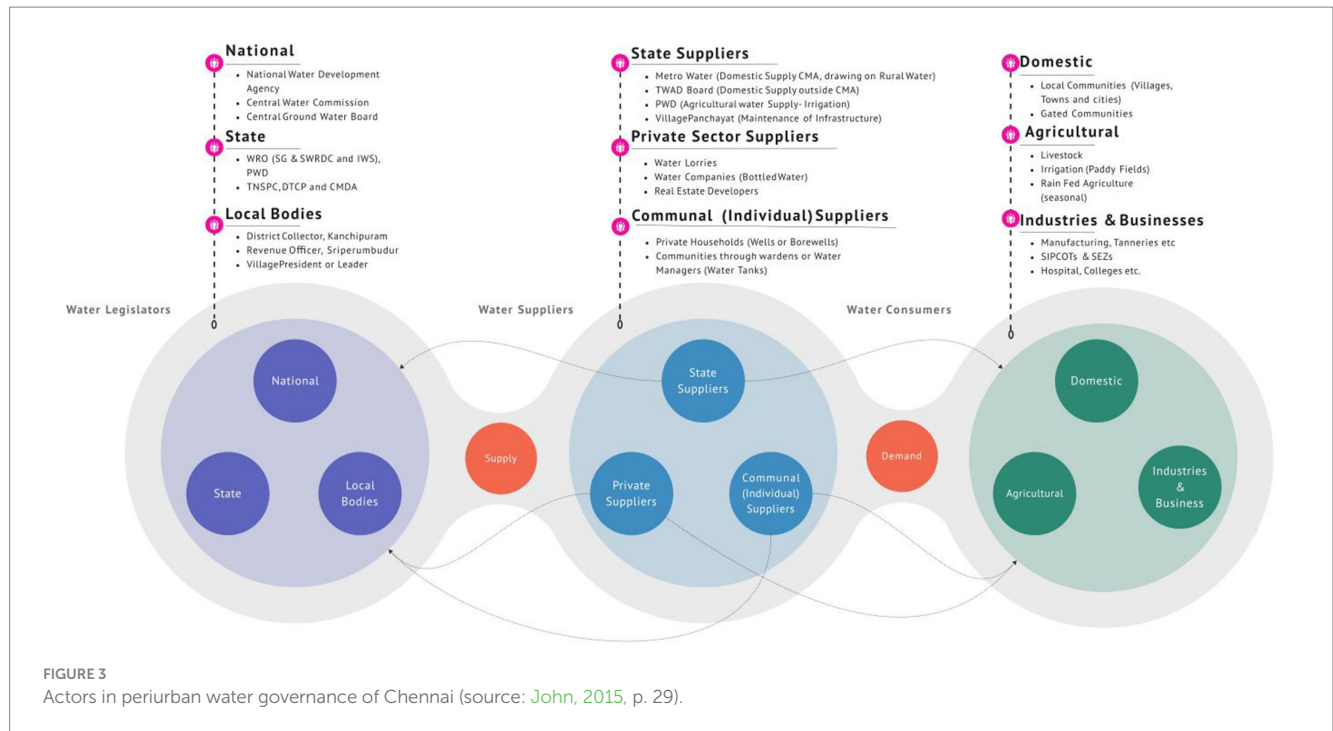 National
• National Water Development
Agency
• Central Water Commission
• Central Ground Water Board
State
• WRO (SG & SWRDC and IWS),
PWD
• TNSPC, DTCP and CMDA
Local Bodies
• District Collector, Kanchipuram
• Revenue Officer, Sriperumbudur
• VillagePresident or Leader
State Suppliers
• Metro Water (Domestic Supply CMA, drawing on Rural Water)
• TWAD Board (Domestic Supply outside CMA)
• PWD (Agricultural water Supply- Irrigation)
• VillagePanchayat (Maintenance of Infrastructure)
Private Sector Suppliers
• Water Lorries
• Water Companies (Bottled Water)
• Real Estate Developers
Communal (Individual) Suppliers
• Private Households (Wells or Borewells)
• Communities through wardens or Water
Managers (Water Tanks)
Domestic
• Local Communities (Villages,
Towns and cities)
• Gated Communities
Agricultural
• Livestock
• Irrigation (Paddy Fields)
• Rain Fed Agriculture
(seasonal)
Industries & Businesses
• Manufacturing, Tanneries etc
• SIPCOTs & SEZs
• Hospital, Colleges etc.
Water Legislators
Water Suppliers
Water Consumers
National
State
Local
Bodies
Supply
State
Suppliers
Private
Suppliers
Communal
(Individual)
Suppliers
Demand
Domestic
Agricultural
Industries
&
Business
FIGURE 3
Actors in periurban water governance of Chennai (source: John, 2015, p. 29).